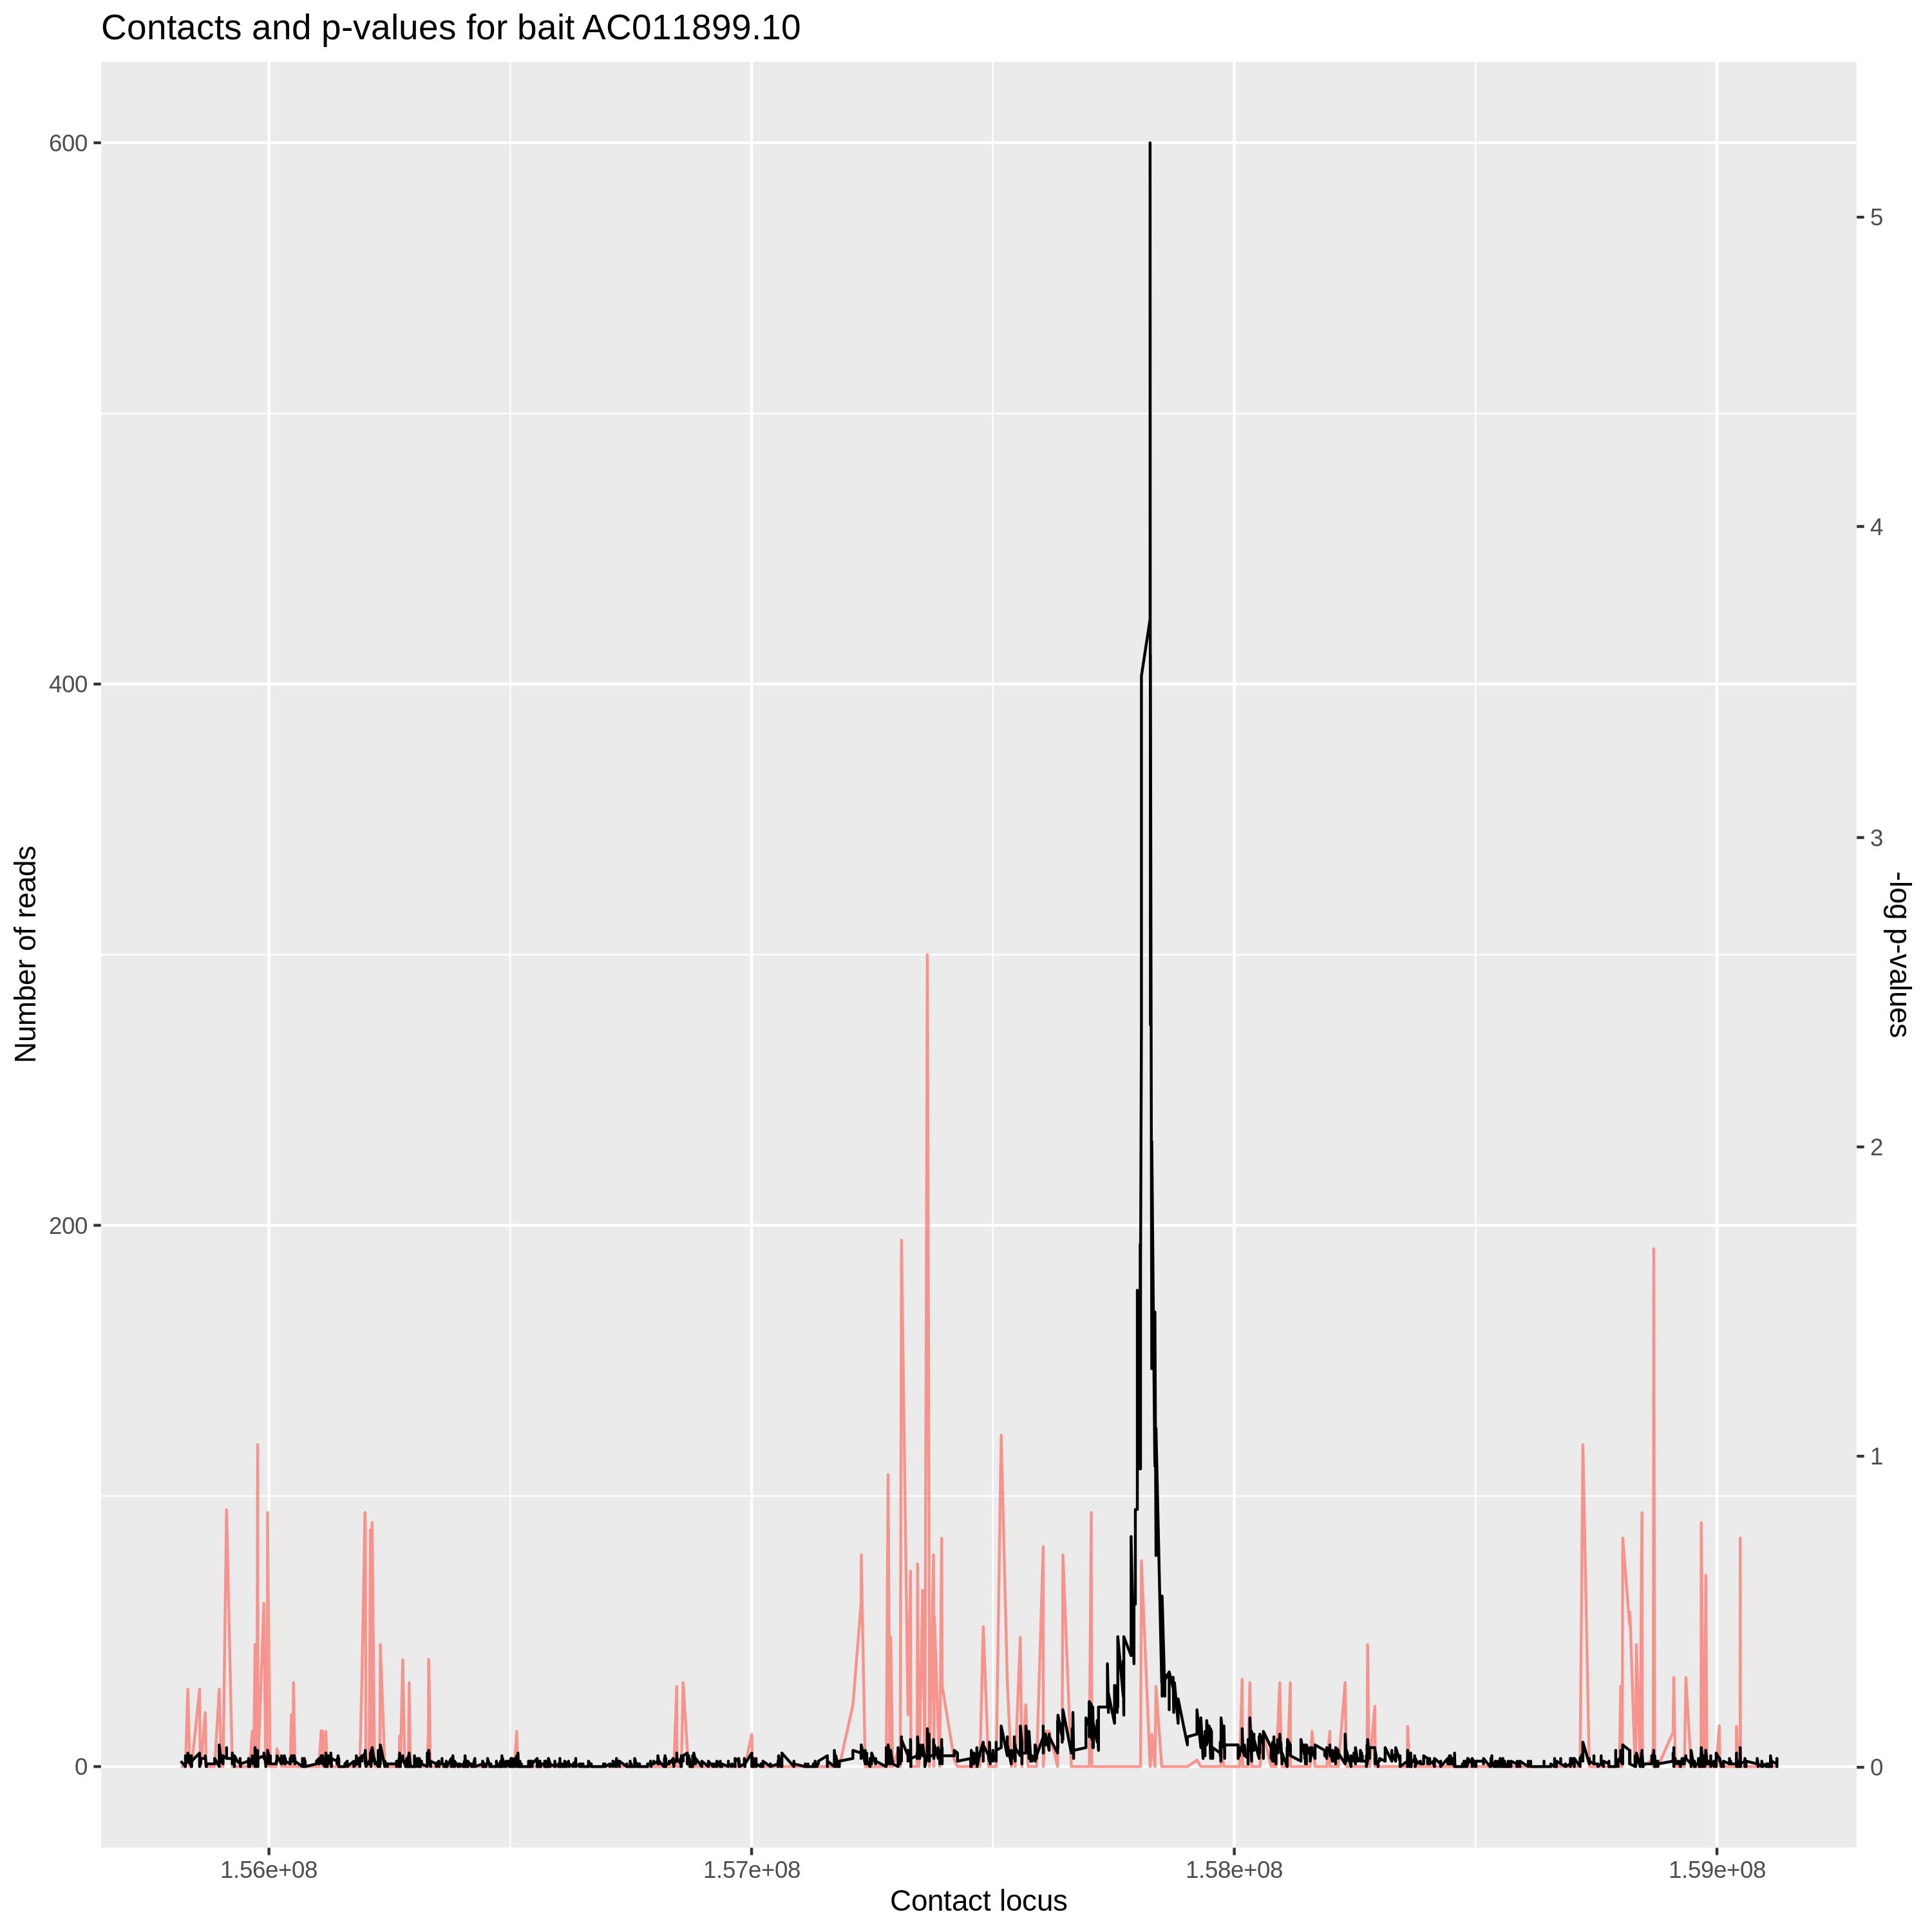 Contacts and p-values for bait AC011899.10
600
400
200
0
Number of reads
5
4
3
2
1
0
-log p-values
1.56e+08
1.57e+08
1.58e+08
1.59e+08
Contact locus